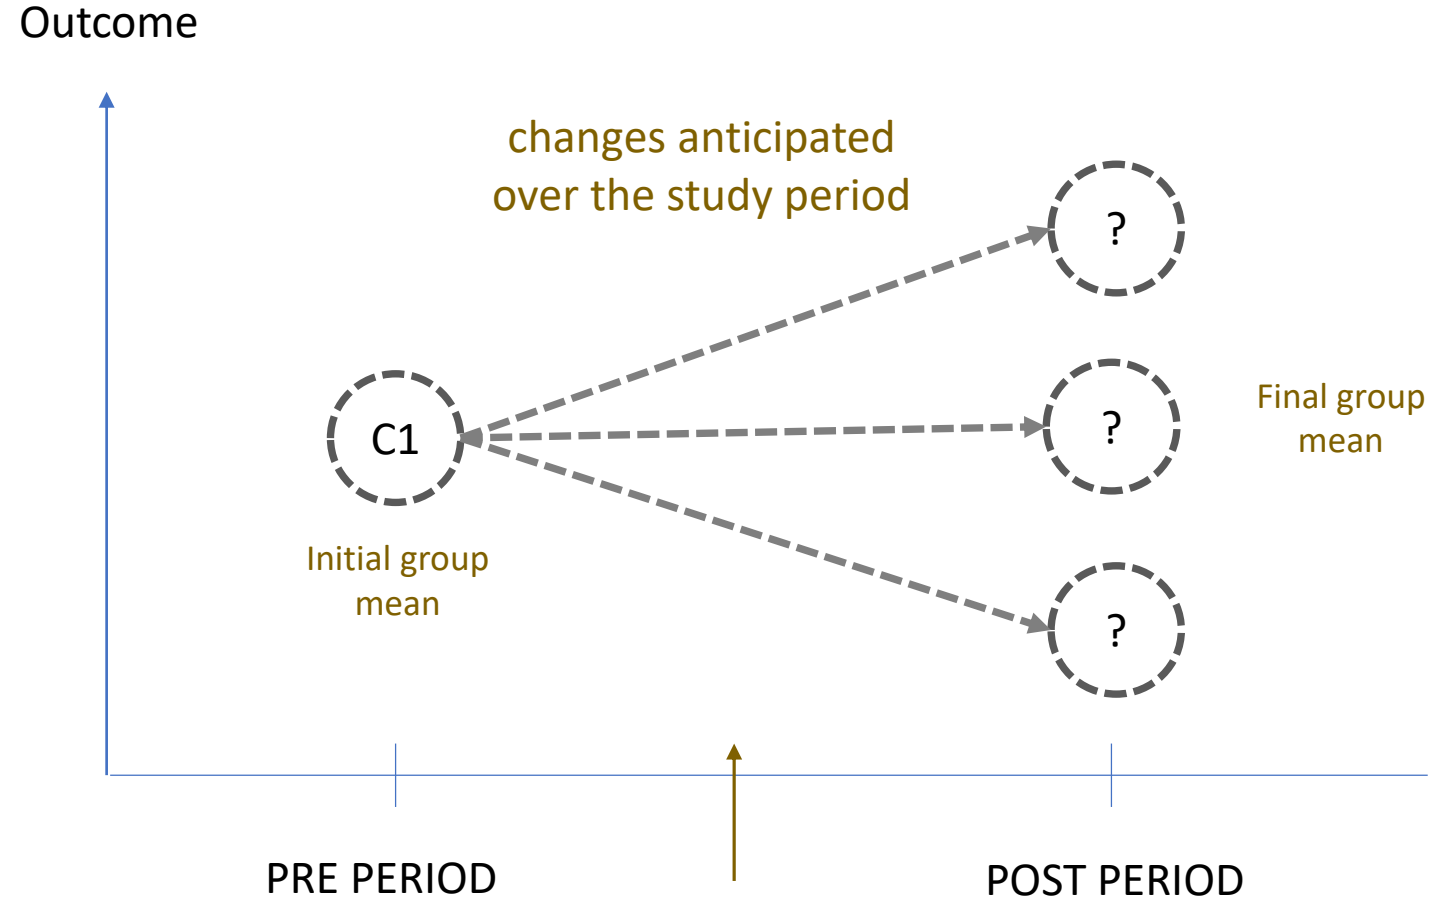 Outcome
changes anticipated
over the study period
?
C1
?
Final group
mean
Initial group
mean
?
PRE PERIOD
POST PERIOD